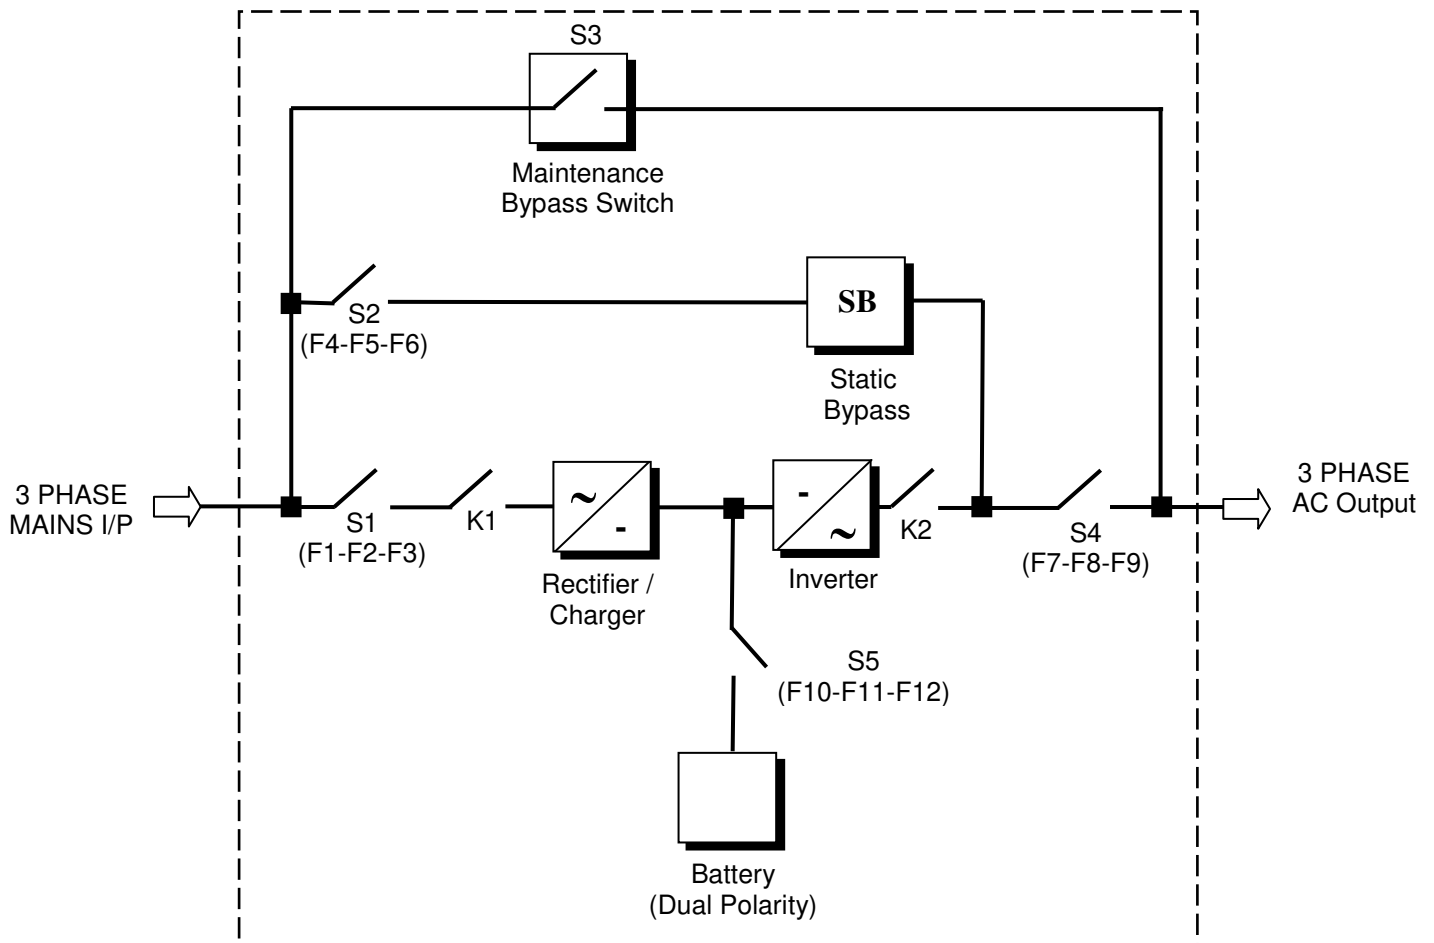 S3
Maintenance
Bypass Switch
S2
(F4-F5-F6)
SB
Static
Bypass
3 PHASE
MAINS I/P
S1
(F1-F2-F3)
K1
~
-
Rectifier /
Charger
-
~
Inverter
K2
S4
(F7-F8-F9)
3 PHASE
AC Output
S5
(F10-F11-F12)
Battery
(Dual Polarity)